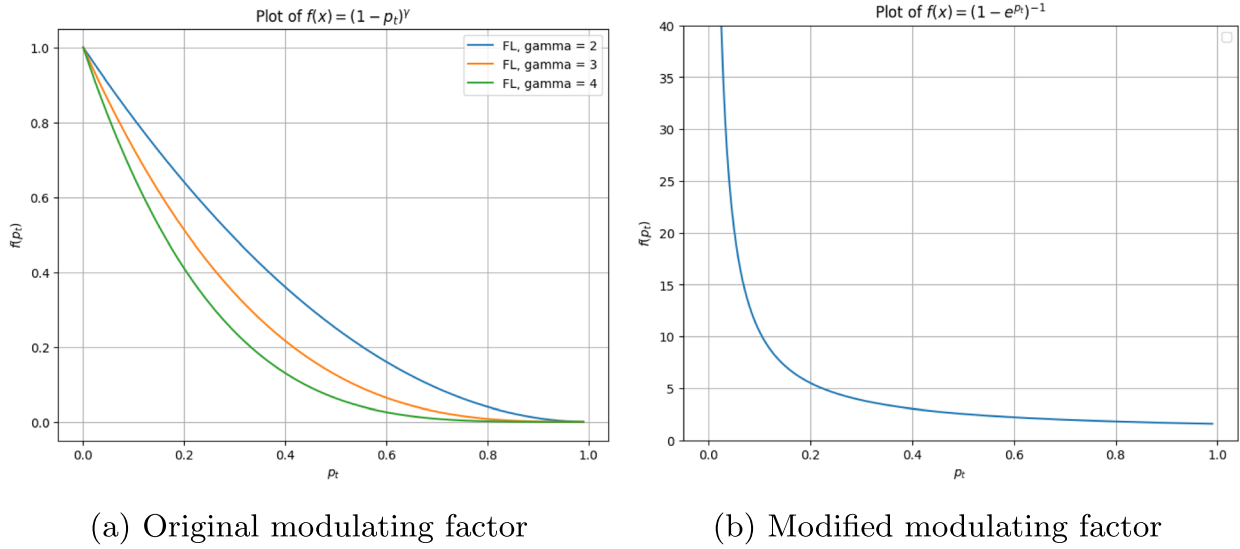 Plot of f(x) = (1 − p_t)^γ
FL, gamma = 2
FL, gamma = 3
FL, gamma = 4
1.0
0.8
0.6
0.4
0.2
0.0
f(p_t)
0.0 0.2 0.4 0.6 0.8 1.0
p_t
(a) Original modulating factor
Plot of f(x) = (1 − e^{p_t})^{−1}
40
35
30
25
20
15
10
5
0
f(p_t)
0.0 0.2 0.4 0.6 0.8 1.0
p_t
(b) Modified modulating factor